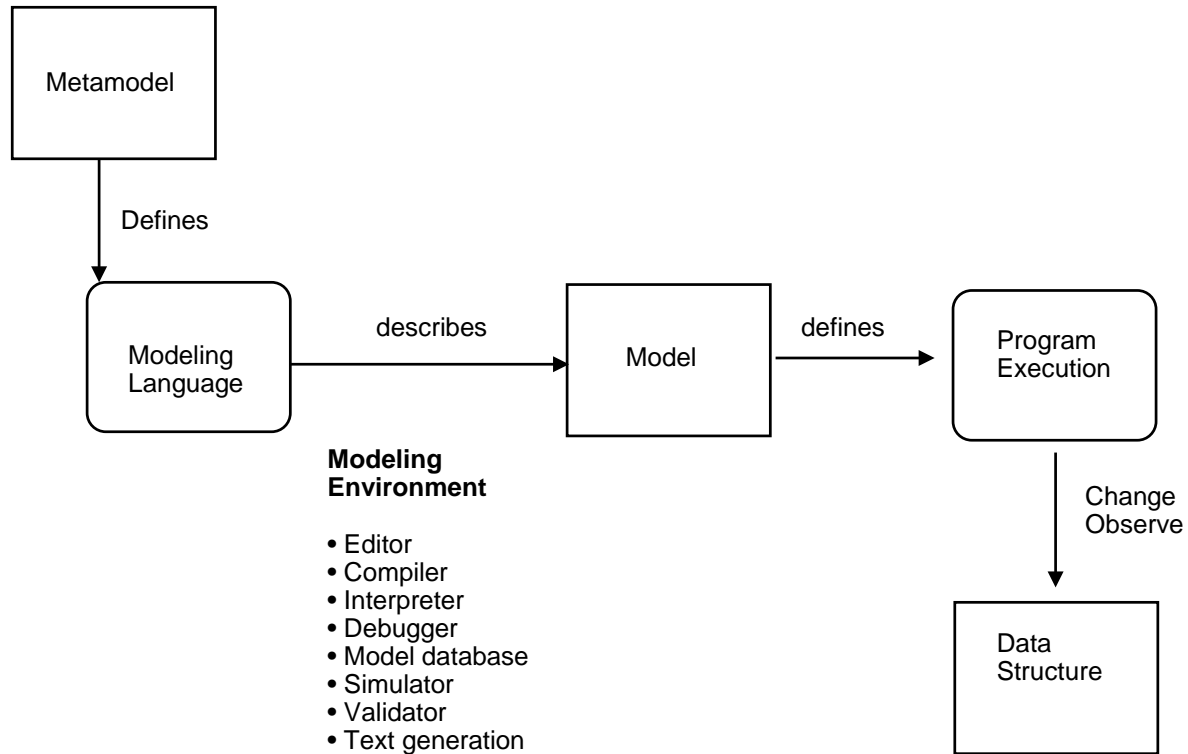 Metamodel
Defines
Modeling
Language
describes
Model
defines
Program
Execution
Modeling
Environment
• Editor
• Compiler
• Interpreter
• Debugger
• Model database
• Simulator
• Validator
• Text generation
Change
Observe
Data
Structure